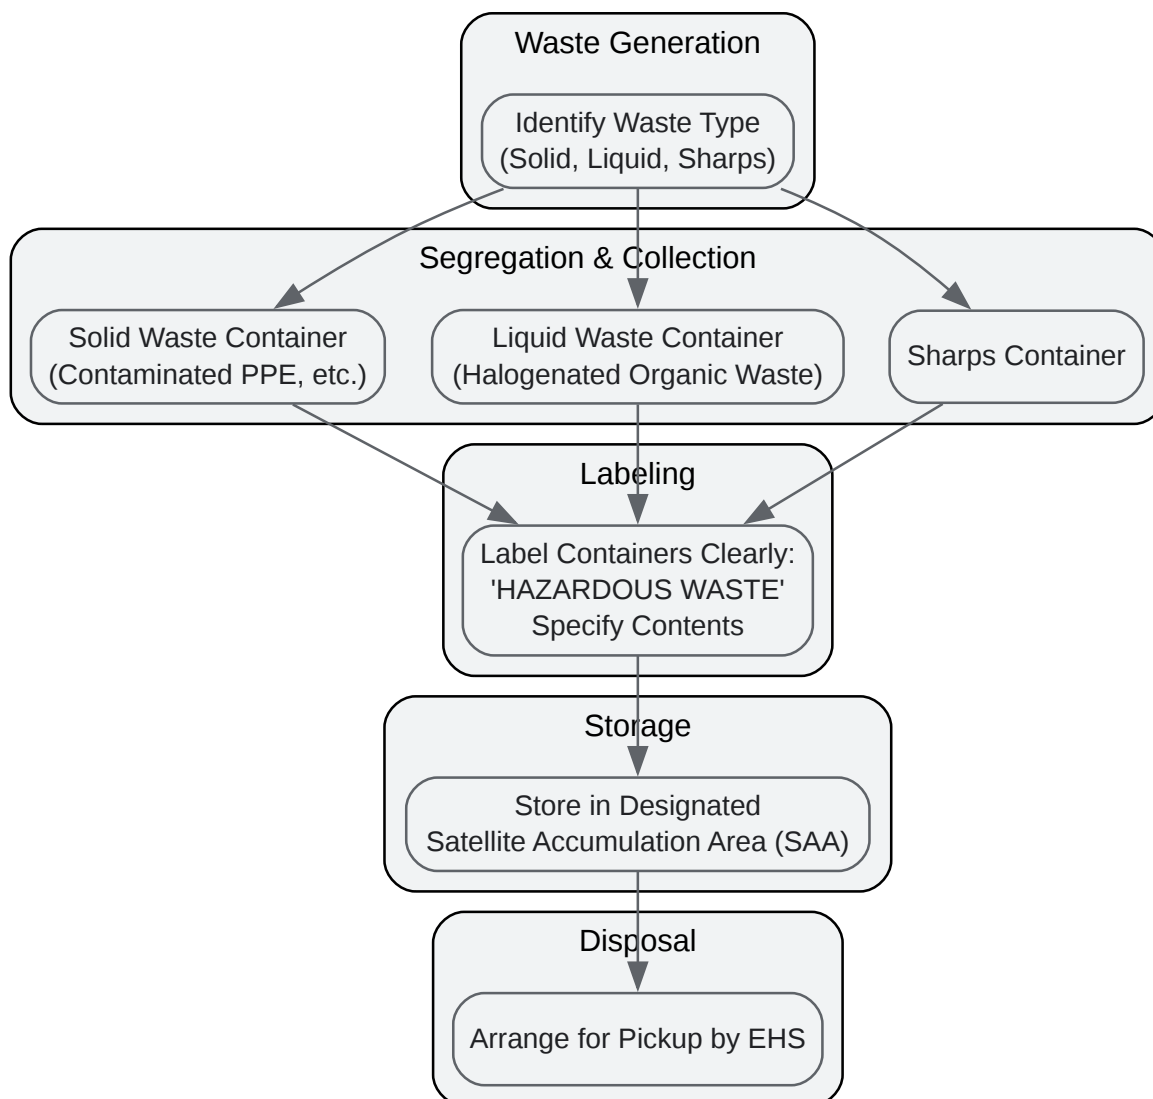 Waste Generation
Identify Waste Type
(Solid, Liquid, Sharps)
Segregation & Collection
Solid Waste Container
(Contaminated PPE, etc.)
Liquid Waste Container
(Halogenated Organic Waste)
Sharps Container
Labeling
Label Containers Clearly:
'HAZARDOUS WASTE'
Specify Contents
Storage
Store in Designated
Satellite Accumulation Area (SAA)
Disposal
Arrange for Pickup by EHS